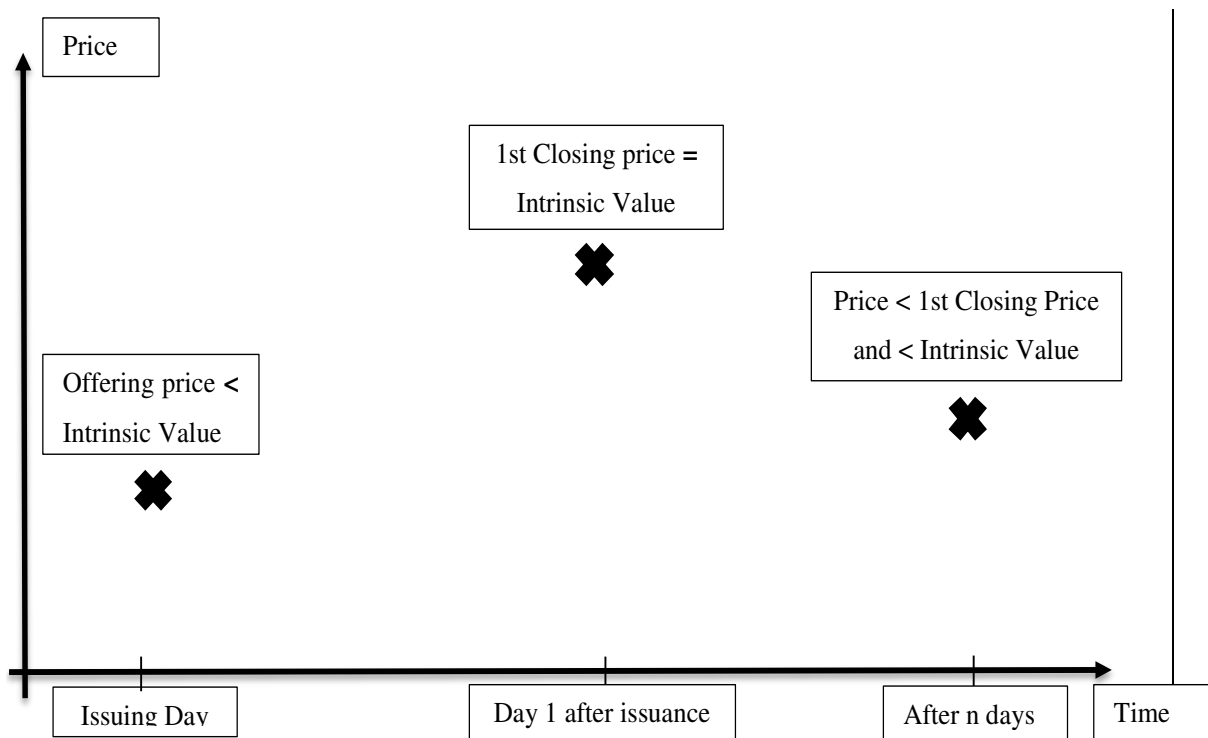 Price
1st Closing price =
Intrinsic Value
Price < 1st Closing Price
and < Intrinsic Value
Offering price <
Intrinsic Value
Issuing Day
Day 1 after issuance
After n days
Time